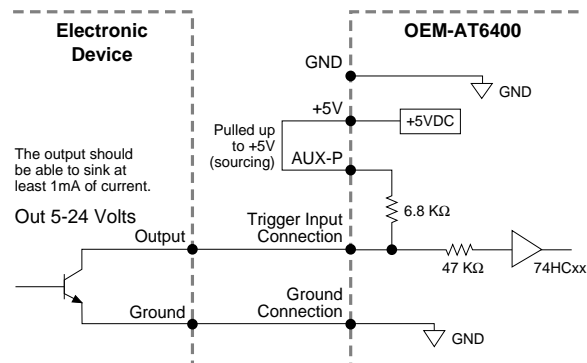 Electronic
Device
OEM-AT6400
GND
GND
+5V
+5VDC
Pulled up
to +5V
(sourcing)
AUX-P
The output should
be able to sink at
least 1mA of current.
Out 5-24 Volts
6.8 KΩ
Output
Trigger Input
Connection
47 KΩ
74HCxx
Ground
Ground
Connection
GND